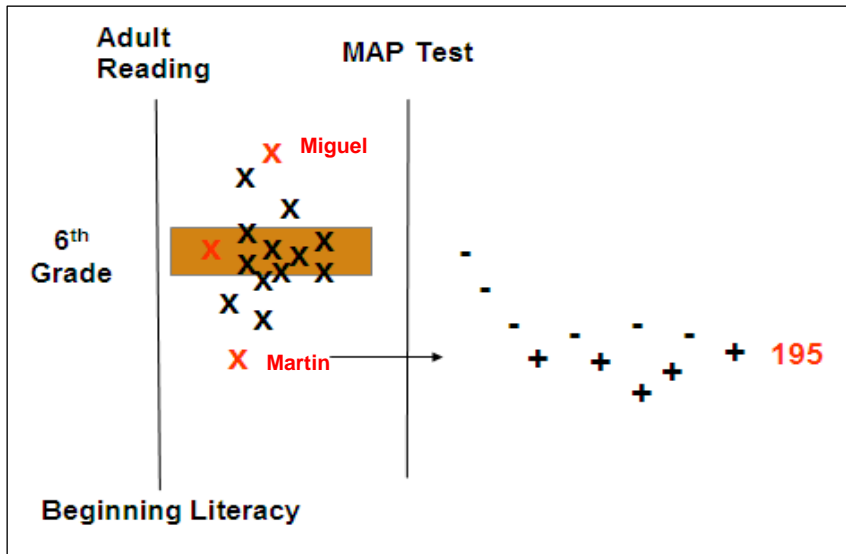 Adult
Reading
MAP Test
X Miguel
X
X
6th
Grade
X
X X X
X
X X
X X
X
X
X
X Martin
-
-
- - - -
+ + + + +
195
Beginning Literacy